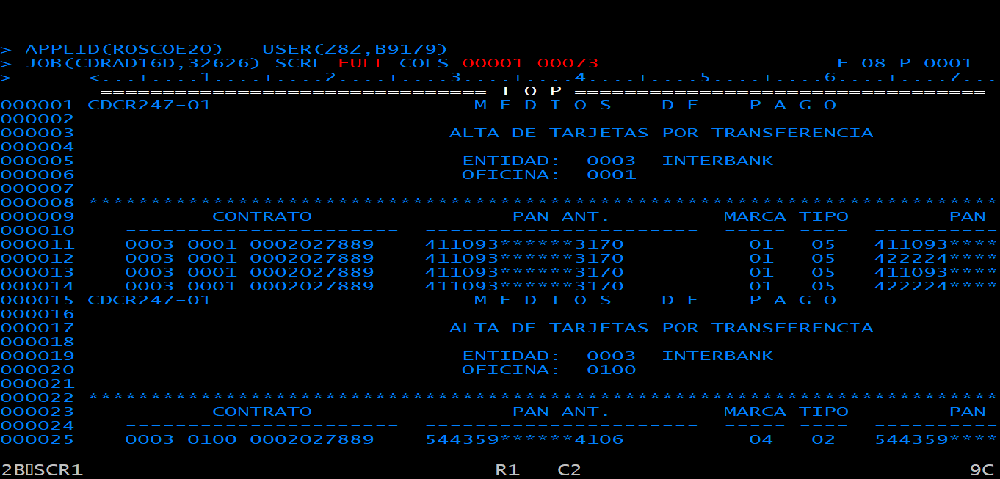 > APPLID(ROSCOE20) USER(Z8Z,B9179)
> JOB(CDRAD16D,32626) SCRL FULL COLS 00001 00073 F 08 P 0001
> <...+....1....+....2....+....3....+....4....+....5....+....6....+....7...
=============================== T O P =================================
000001 CDCR247-01 M E D I O S D E P A G O
000002
000003 ALTA DE TARJETAS POR TRANSFERENCIA
000004
000005 ENTIDAD: 0003 INTERBANK
000006 OFICINA: 0001
000007
000008 *************************************************************************
000009 CONTRATO PAN ANT. MARCA TIPO PAN
000010 ---------------------- ---------------------- ----- ---- ----------
000011 0003 0001 0002027889 411093******3170 01 05 411093****
000012 0003 0001 0002027889 411093******3170 01 05 422224****
000013 0003 0001 0002027889 411093******3170 01 05 411093****
000014 0003 0001 0002027889 411093******3170 01 05 422224****
000015 CDCR247-01 M E D I O S D E P A G O
000016
000017 ALTA DE TARJETAS POR TRANSFERENCIA
000018
000019 ENTIDAD: 0003 INTERBANK
000020 OFICINA: 0100
000021
000022 *************************************************************************
000023 CONTRATO PAN ANT. MARCA TIPO PAN
000024 ---------------------- ---------------------- ----- ---- ----------
000025 0003 0100 0002027889 544359******4106 04 02 544359****
2B▯SCR1 R1 C2 9C